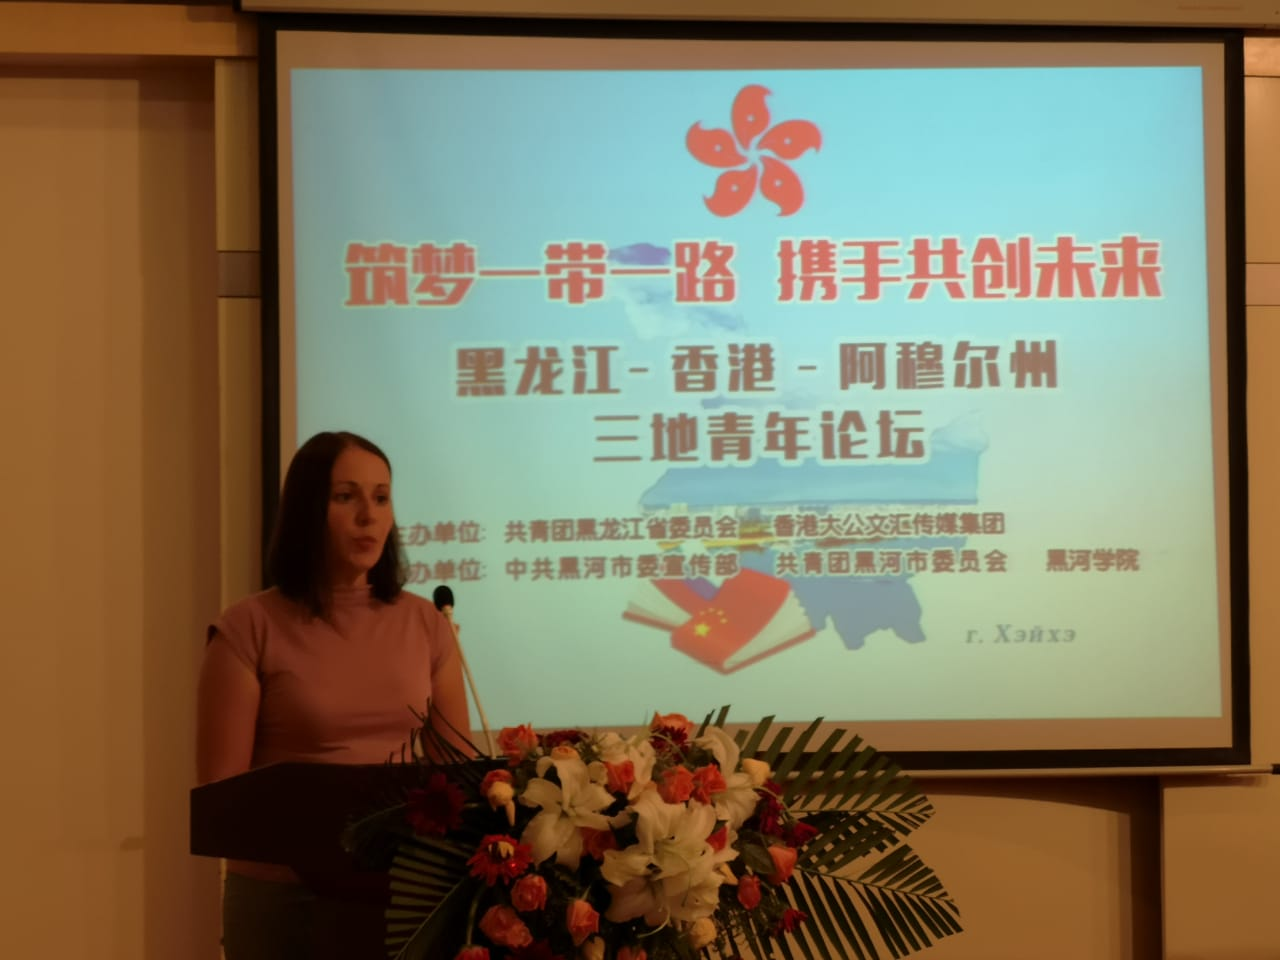 筑梦一带一路 携手共创未来
黑龙江-香港-阿穆尔州
三地青年论坛
主办单位: 共青团黑龙江省委员会 香港大公文汇传媒集团
办单位: 中共黑河市委宣传部 共青团黑河市委员会 黑河学院
г. Хэйхэ